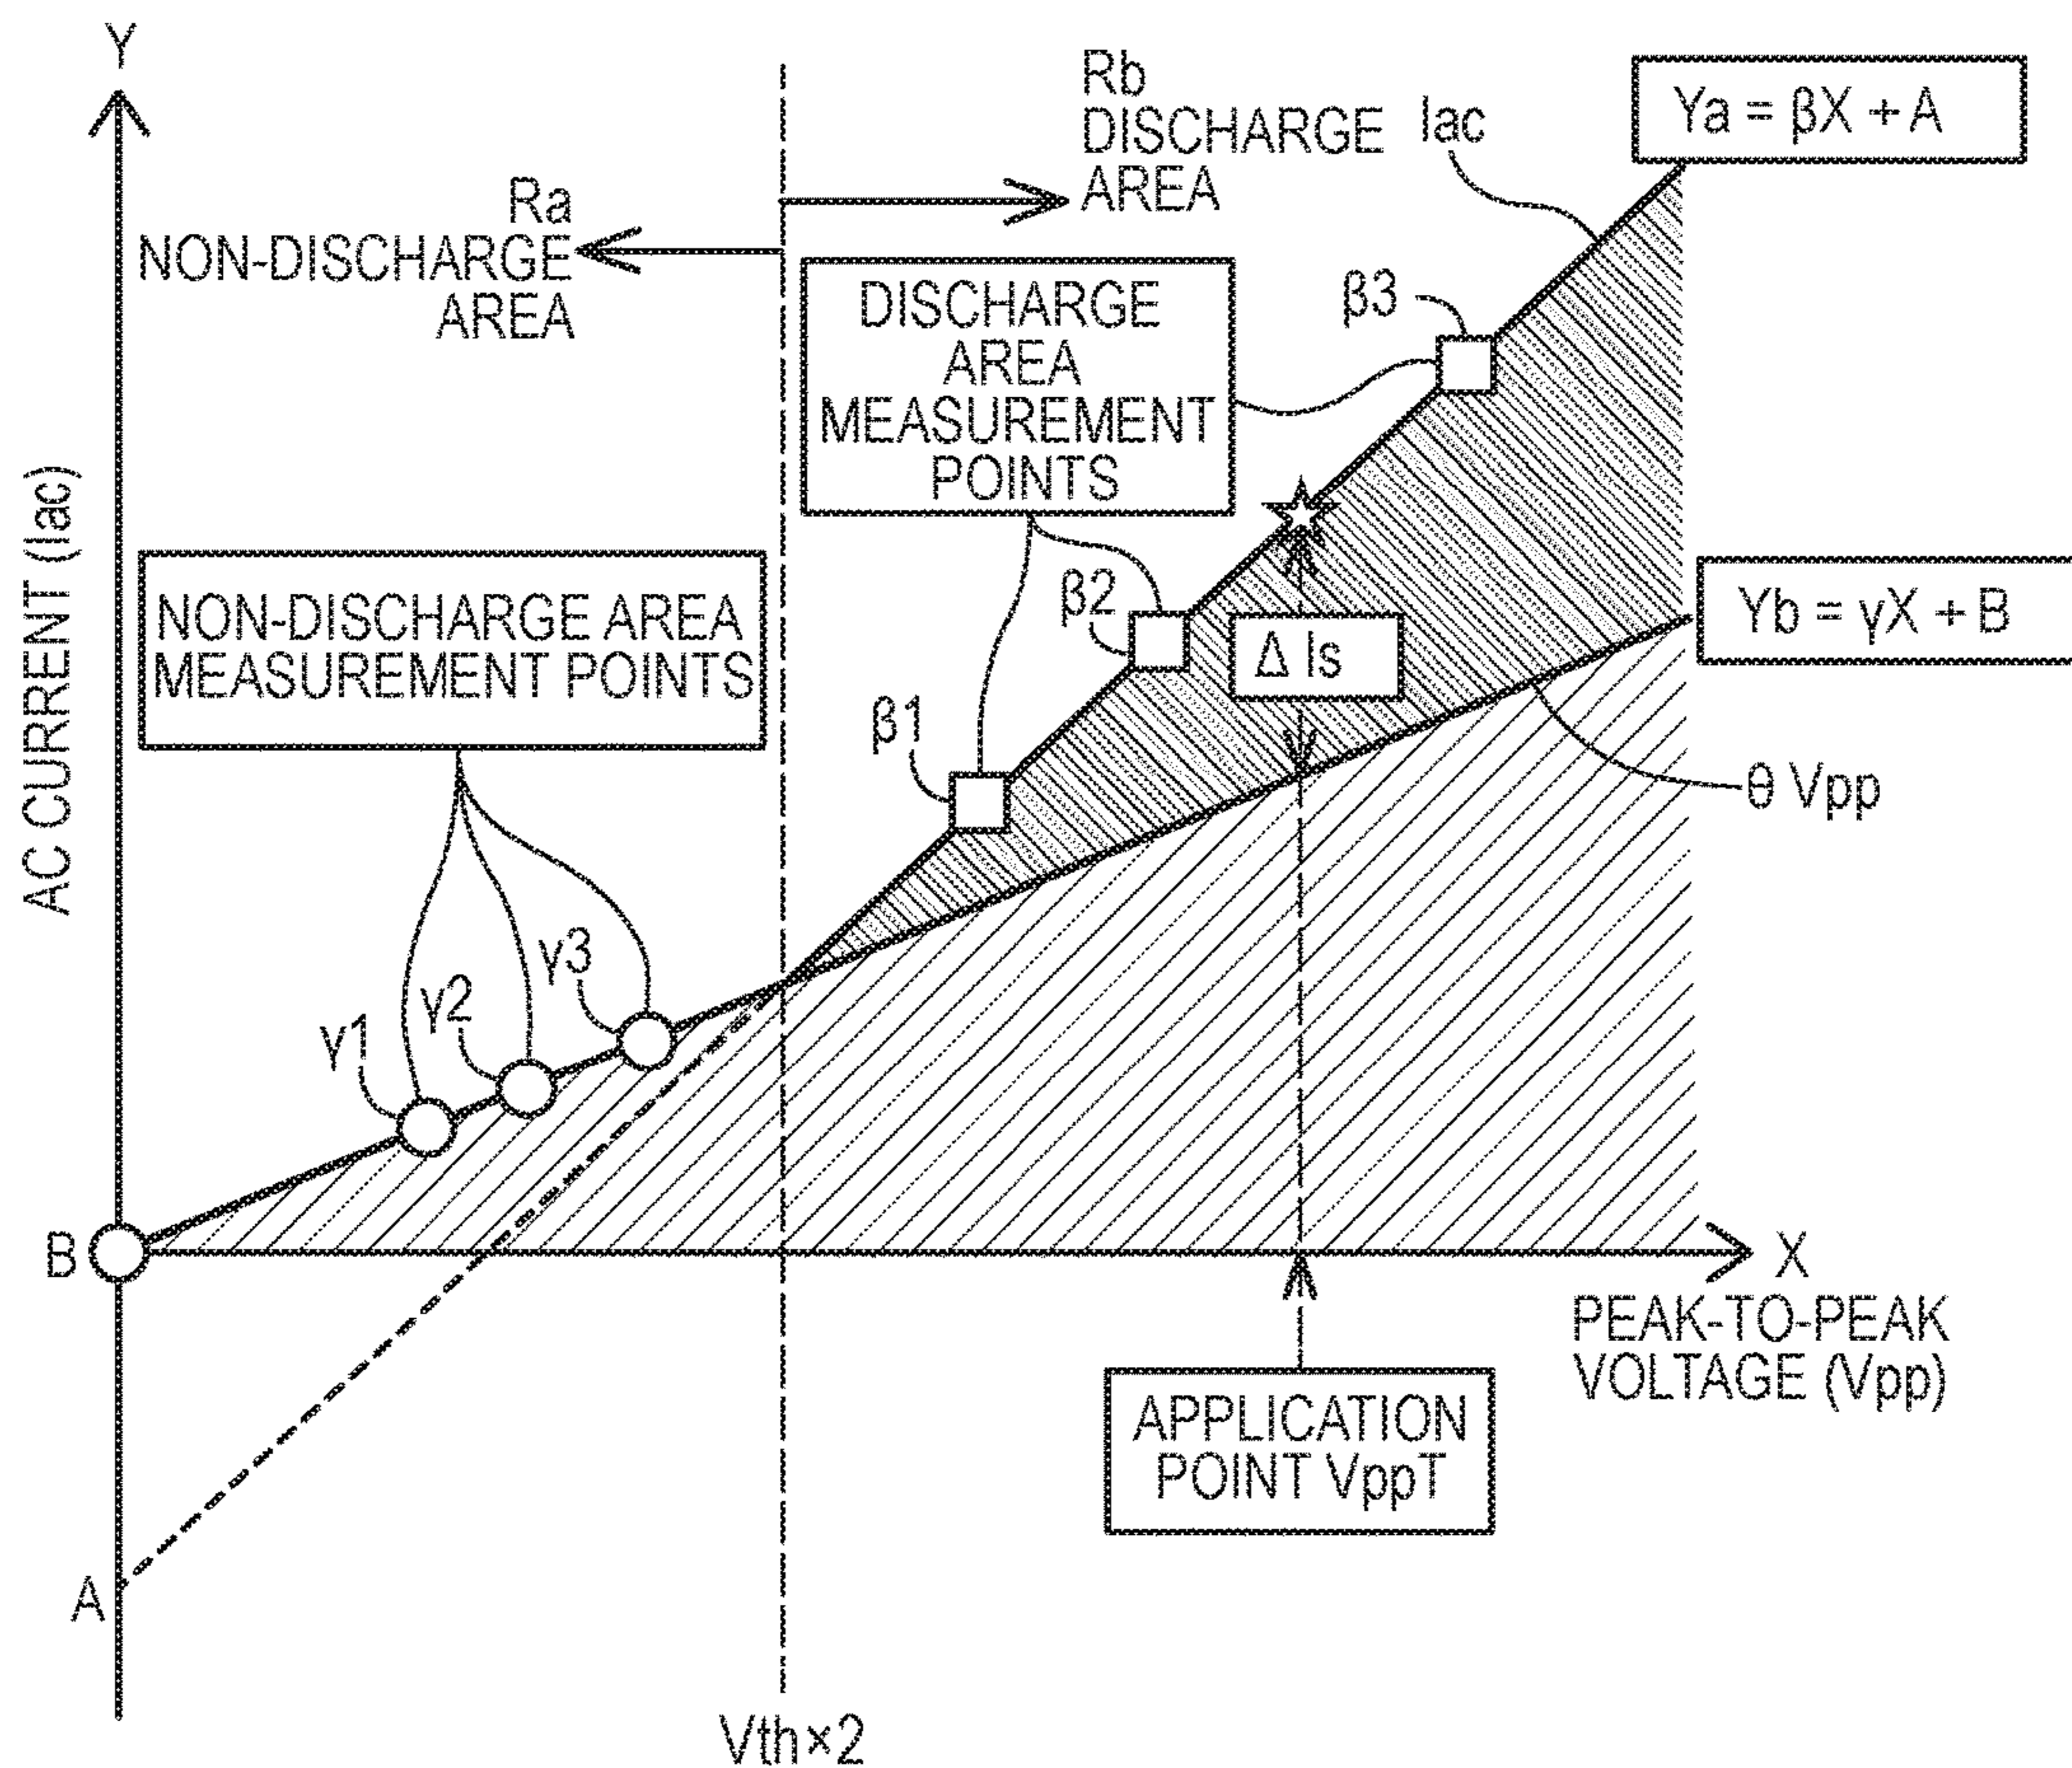 Y
Rb
DISCHARGE
AREA
Iac
Ya = βX + A
Ra
NON-DISCHARGE
AREA
DISCHARGE
AREA
MEASUREMENT
POINTS
β3
AC CURRENT (Iac)
NON-DISCHARGE AREA
MEASUREMENT POINTS
β2
Δ Is
Yb = γX + B
β1
θ Vpp
γ3
γ2
γ1
B
X
PEAK-TO-PEAK
VOLTAGE (Vpp)
APPLICATION
POINT VppT
A
Vth×2